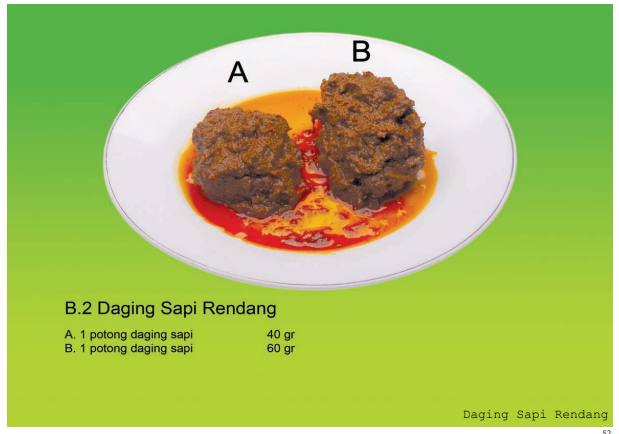 A
B
B.2 Daging Sapi Rendang
A. 1 potong daging sapi 40 gr
B. 1 potong daging sapi 60 gr
Daging Sapi Rendang
52